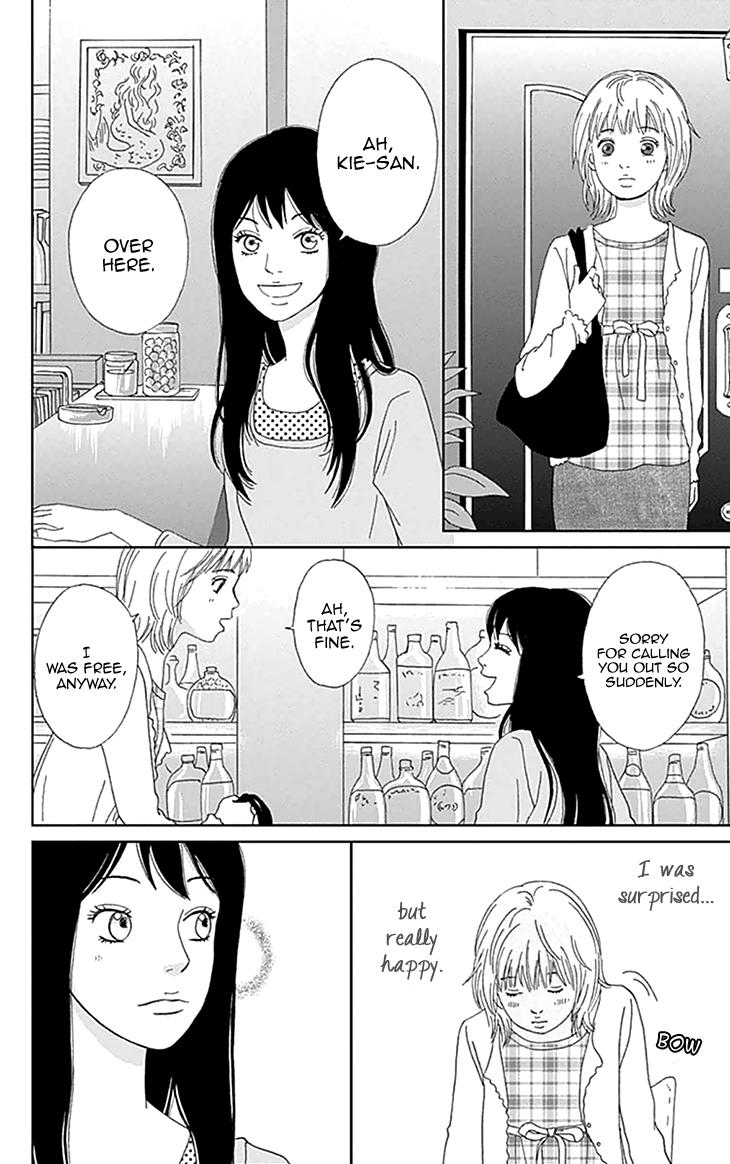 AH,
KIE-SAN.
OVER
HERE.
SORRY
FOR CALLING
YOU OUT SO
SUDDENLY.
AH,
THAT'S
FINE.
I
WAS FREE,
ANYWAY.
I was
surprised...
but
really
happy.
BOW